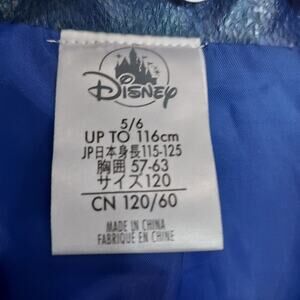 Disney
5/6
UP TO 116cm
JP日本身長115-125
胸囲 57-63
サイズ120
CN 120/60
MADE IN CHINA
FABRIQUÉ EN CHINE